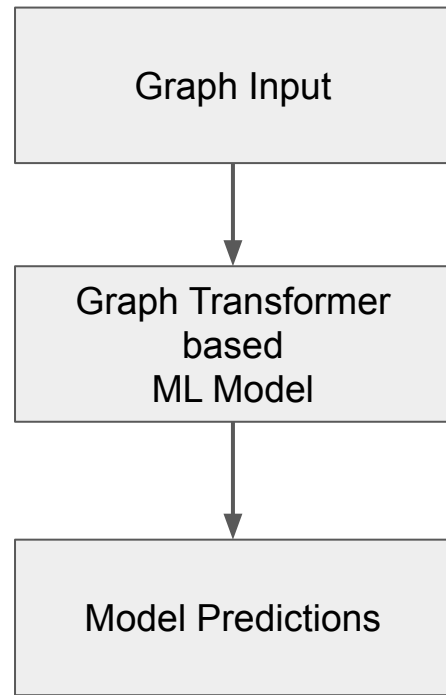 Graph Input
Graph Transformer
based
ML Model
Model Predictions